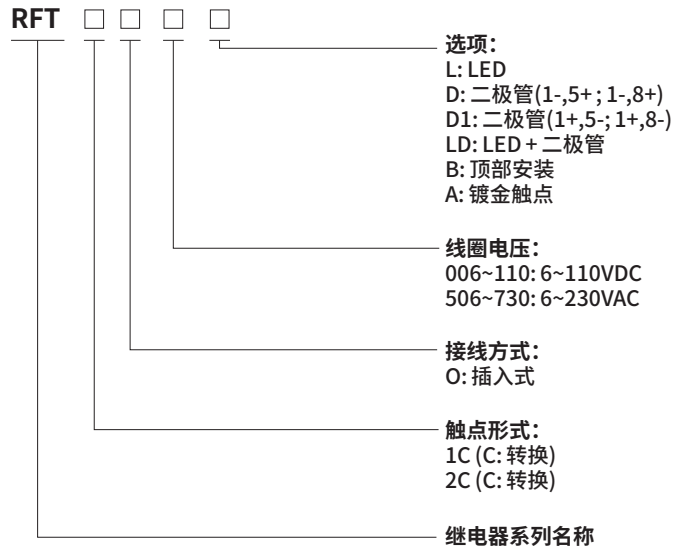 RFT □ □ □ □
选项:
L: LED
D: 二极管(1-,5+ ; 1-,8+)
D1: 二极管(1+,5-; 1+,8-)
LD: LED + 二极管
B: 顶部安装
A: 镀金触点
线圈电压:
006~110: 6~110VDC
506~730: 6~230VAC
接线方式:
O: 插入式
触点形式:
1C (C: 转换)
2C (C: 转换)
继电器系列名称